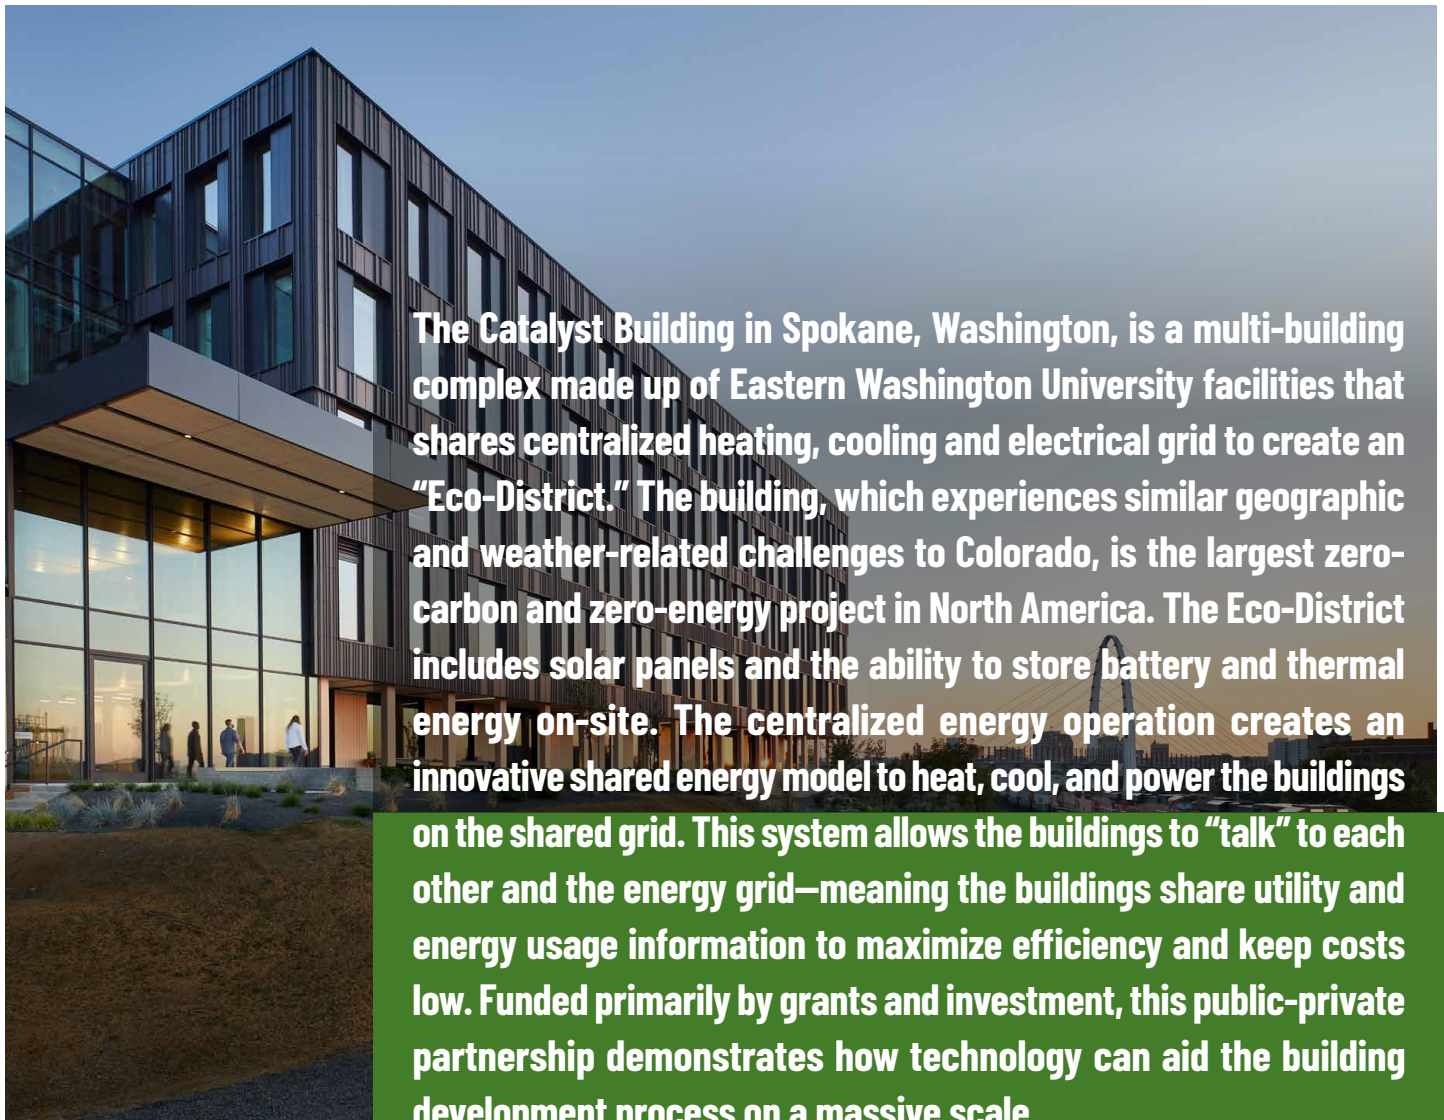 The Catalyst Building in Spokane, Washington, is a multi-building
complex made up of Eastern Washington University facilities that
shares centralized heating, cooling and electrical grid to create an
“Eco-District.” The building, which experiences similar geographic
and weather-related challenges to Colorado, is the largest zero-
carbon and zero-energy project in North America. The Eco-District
includes solar panels and the ability to store battery and thermal
energy on-site. The centralized energy operation creates an
innovative shared energy model to heat, cool, and power the buildings
on the shared grid. This system allows the buildings to “talk” to each
other and the energy grid—meaning the buildings share utility and
energy usage information to maximize efficiency and keep costs
low. Funded primarily by grants and investment, this public-private
partnership demonstrates how technology can aid the building
development process on a massive scale